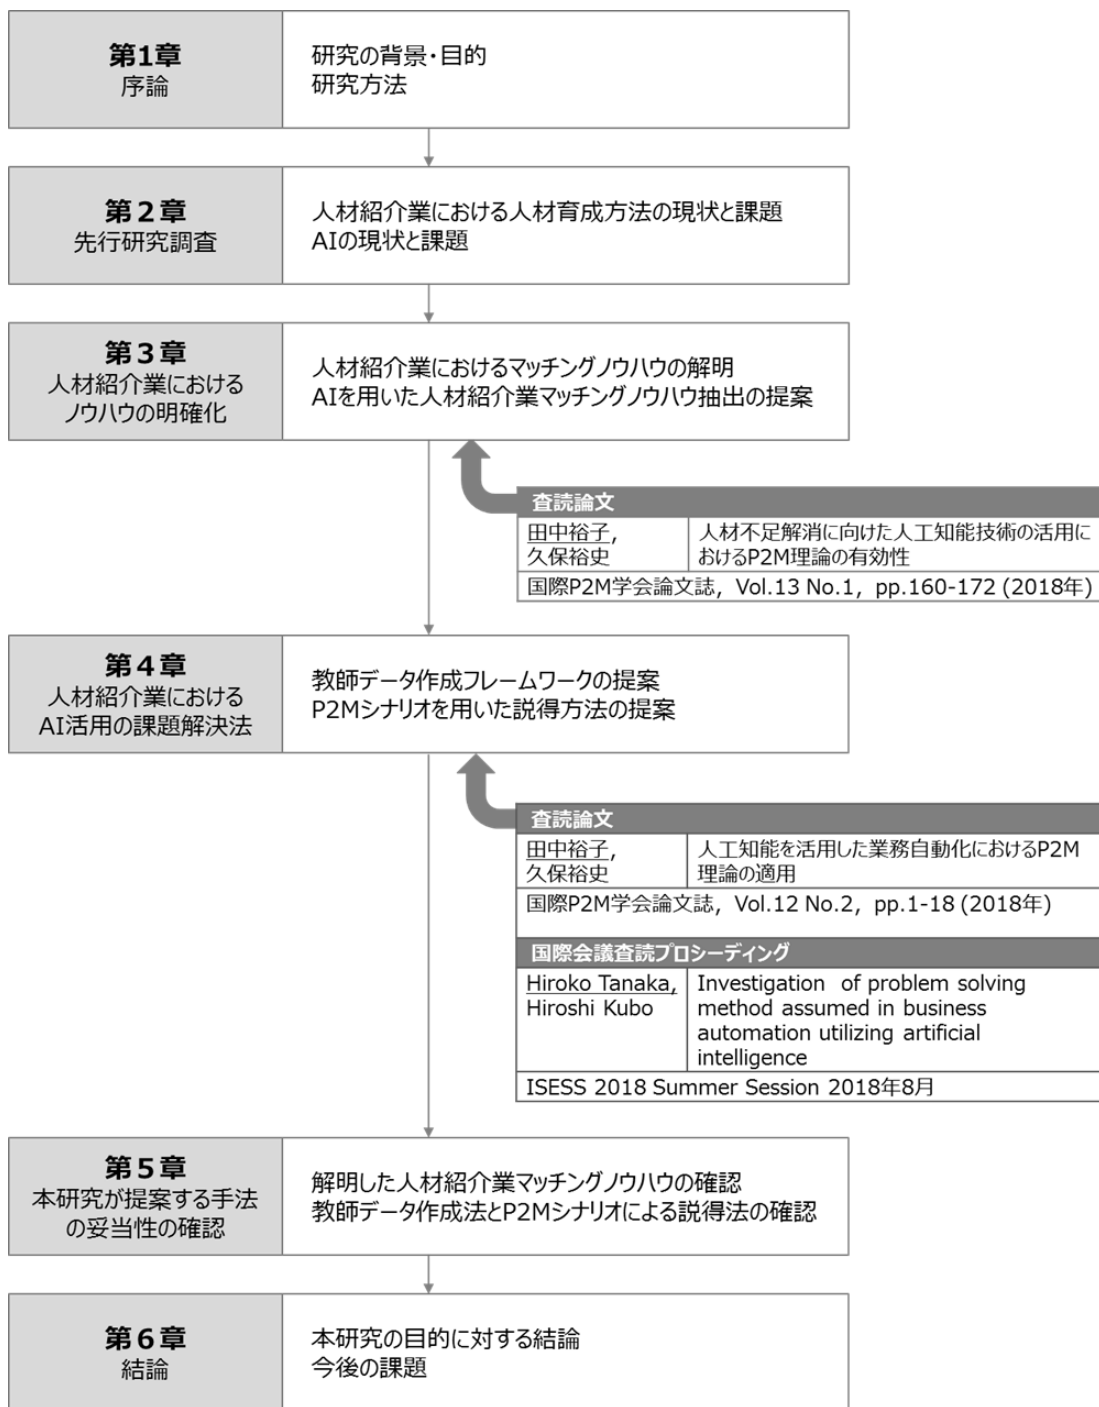 第1章
序論
研究の背景・目的
研究方法
第２章
先行研究調査
人材紹介業における人材育成方法の現状と課題
AIの現状と課題
第３章
人材紹介業における
ノウハウの明確化
人材紹介業におけるマッチングノウハウの解明
AIを用いた人材紹介業マッチングノウハウ抽出の提案
査読論文
田中裕子,
久保裕史
人材不足解消に向けた人工知能技術の活用に
おけるP2M理論の有効性
国際P2M学会論文誌，Vol.13 No.1，pp.160-172 (2018年)
第４章
人材紹介業における
AI活用の課題解決法
教師データ作成フレームワークの提案
P2Mシナリオを用いた説得方法の提案
査読論文
田中裕子,
久保裕史
人工知能を活用した業務自動化におけるP2M
理論の適用
国際P2M学会論文誌，Vol.12 No.2，pp.1-18 (2018年)
国際会議査読プロシーディング
Hiroko Tanaka,
Hiroshi Kubo
Investigation of problem solving
method assumed in business
automation utilizing artificial
intelligence
ISESS 2018 Summer Session 2018年8月
第５章
本研究が提案する手法
の妥当性の確認
解明した人材紹介業マッチングノウハウの確認
教師データ作成法とP2Mシナリオによる説得法の確認
第６章
結論
本研究の目的に対する結論
今後の課題